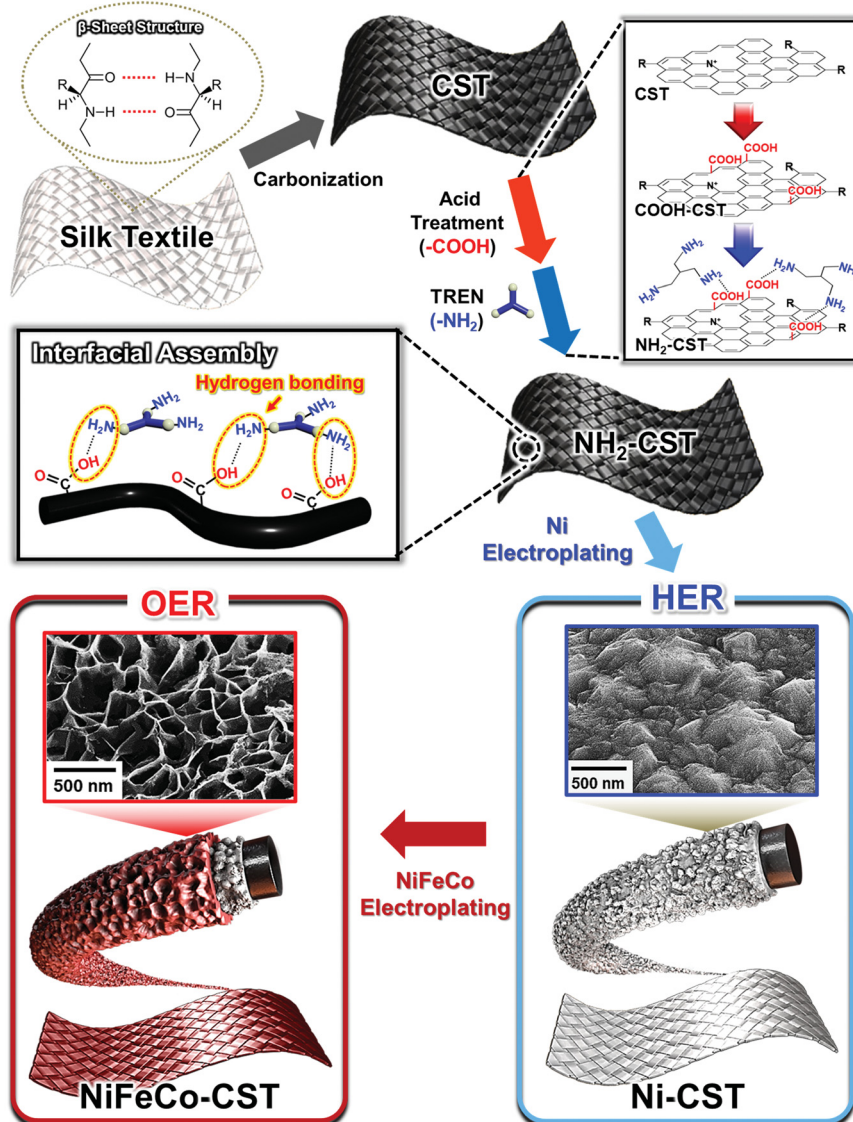 β-Sheet Structure
R
O
H
N-H
H-N
R
H
O
Silk Textile
Carbonization
CST
Acid
Treatment
(-COOH)
TREN
(-NH₂)
R
N⁺
R
R
CST
COOH
COOH
R
N⁺
COOH
R
R
COOH-CST
NH₂
H₂N
NH₂
H₂N
NH₂
NH₂
COOH
COOH
R
N⁺
COOH
R
R
NH₂-CST
Interfacial Assembly
Hydrogen bonding
NH₂
H₂N
NH₂
NH₂
H₂N
NH₂
OH
O=C
OH
O=C
OH
O=C
NH₂-CST
Ni
Electroplating
OER
500 nm
NiFeCo-CST
NiFeCo
Electroplating
HER
500 nm
Ni-CST